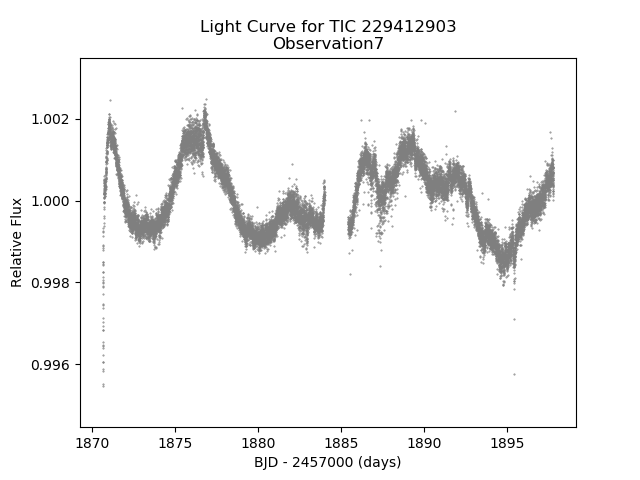 Light Curve for TIC 229412903
Observation7
1.002
1.000
0.998
0.996
Relative Flux
1870 1875 1880 1885 1890 1895
BJD - 2457000 (days)